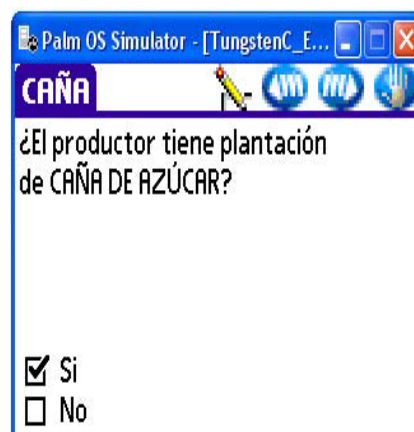 Palm OS Simulator - [TungstenC_E...
CAÑA
¿El productor tiene plantación
de CAÑA DE AZÚCAR?
Si
No